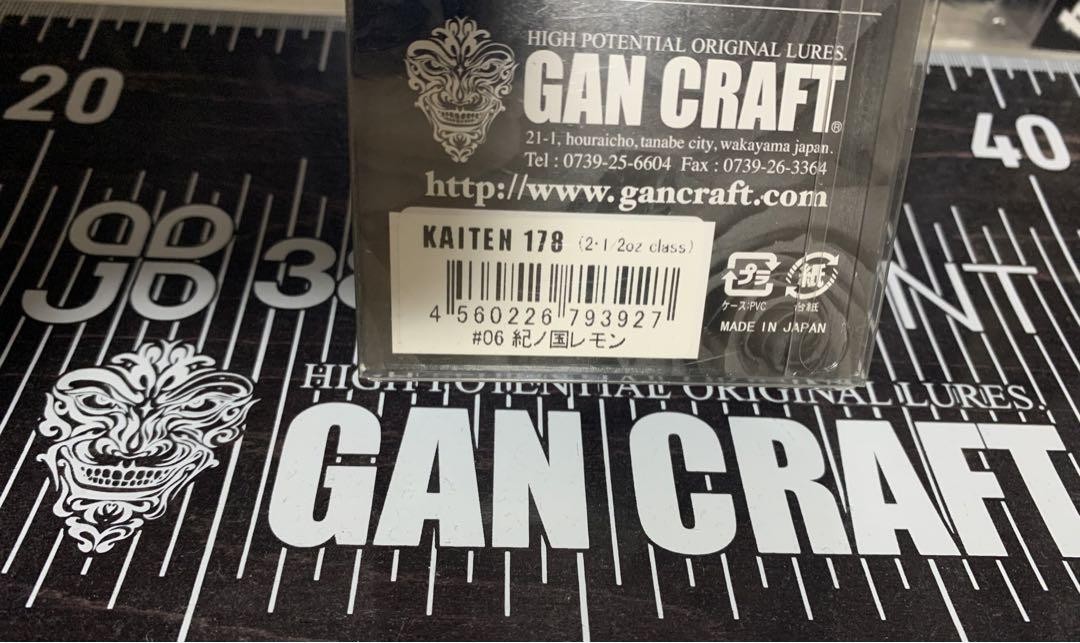 HIGH POTENTIAL ORIGINAL LURES.
GAN CRAFT®
21-1, houraicho, tanabe city, wakayama japan.
Tel : 0739-25-6604 Fax : 0739-26-3364
http://www.gancraft.com
KAITEN 178 (2・1/2oz class)
4 560226 793927
#06 紀ノ国レモン
プラ
紙
ケース:PVC
台紙
MADE IN JAPAN
20
40
HIGH POTENTIAL ORIGINAL LURES.
GAN CRAFT